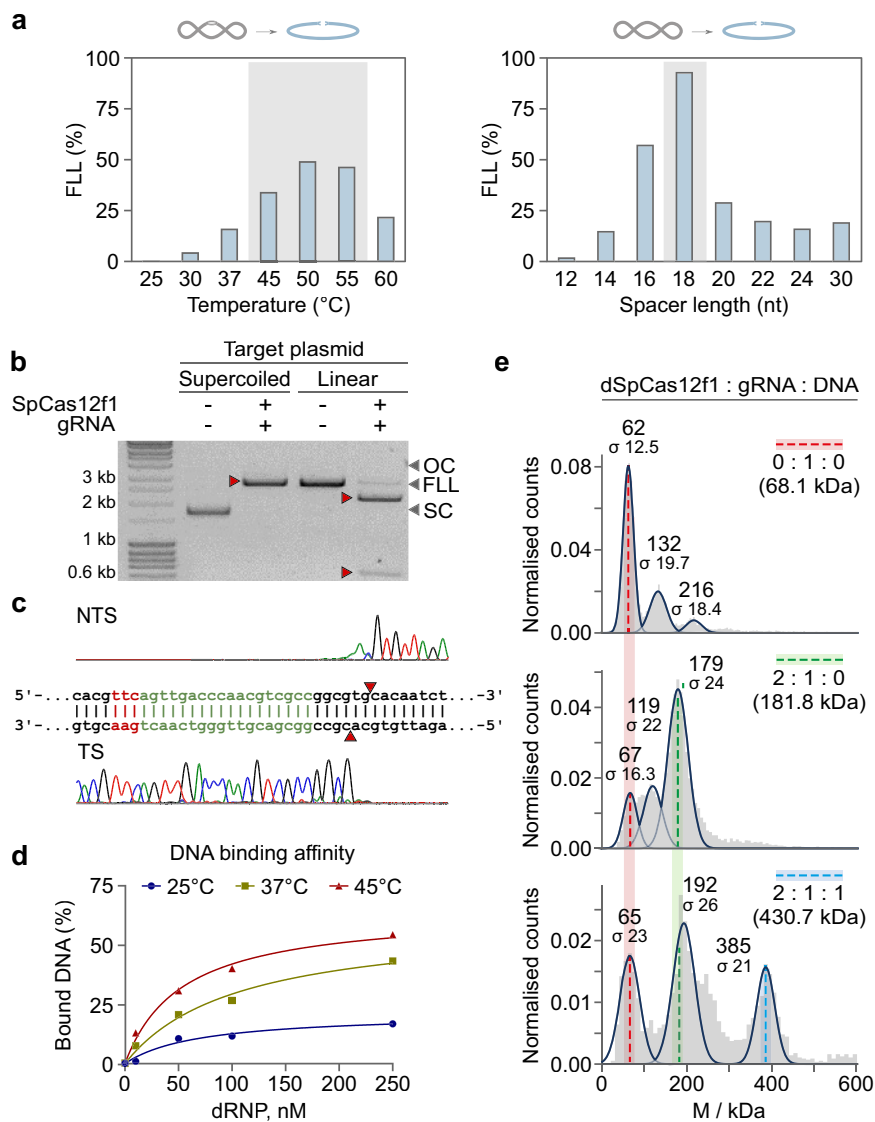 a
FLL (%)
100
75
50
25
0
25 30 37 45 50 55 60
Temperature (°C)
FLL (%)
100
75
50
25
0
12 14 16 18 20 22 24 30
Spacer length (nt)
b
Target plasmid
Supercoiled Linear
SpCas12f1 - + - +
gRNA - + - +
3 kb
2 kb
1 kb
0.6 kb
OC
FLL
SC
c
NTS
5'-...cacgttcagttgacccaacgtcgccggcgtgcacaatct...-3'
3'-...gtgcaagtcaactgggttgcagcggccgcacgtgttaga...-5'
TS
d
DNA binding affinity
25°C 37°C 45°C
Bound DNA (%)
75
50
25
0
0 50 100 150 200 250
dRNP, nM
e
dSpCas12f1 : gRNA : DNA
Normalised counts
0.08
0.04
0.00
62
σ 12.5
132
σ 19.7
216
σ 18.4
0 : 1 : 0
(68.1 kDa)
Normalised counts
0.04
0.02
0.00
67
σ 16.3
119
σ 22
179
σ 24
2 : 1 : 0
(181.8 kDa)
Normalised counts
0.02
0.01
0.00
65
σ 23
192
σ 26
385
σ 21
2 : 1 : 1
(430.7 kDa)
0 200 400 600
M / kDa